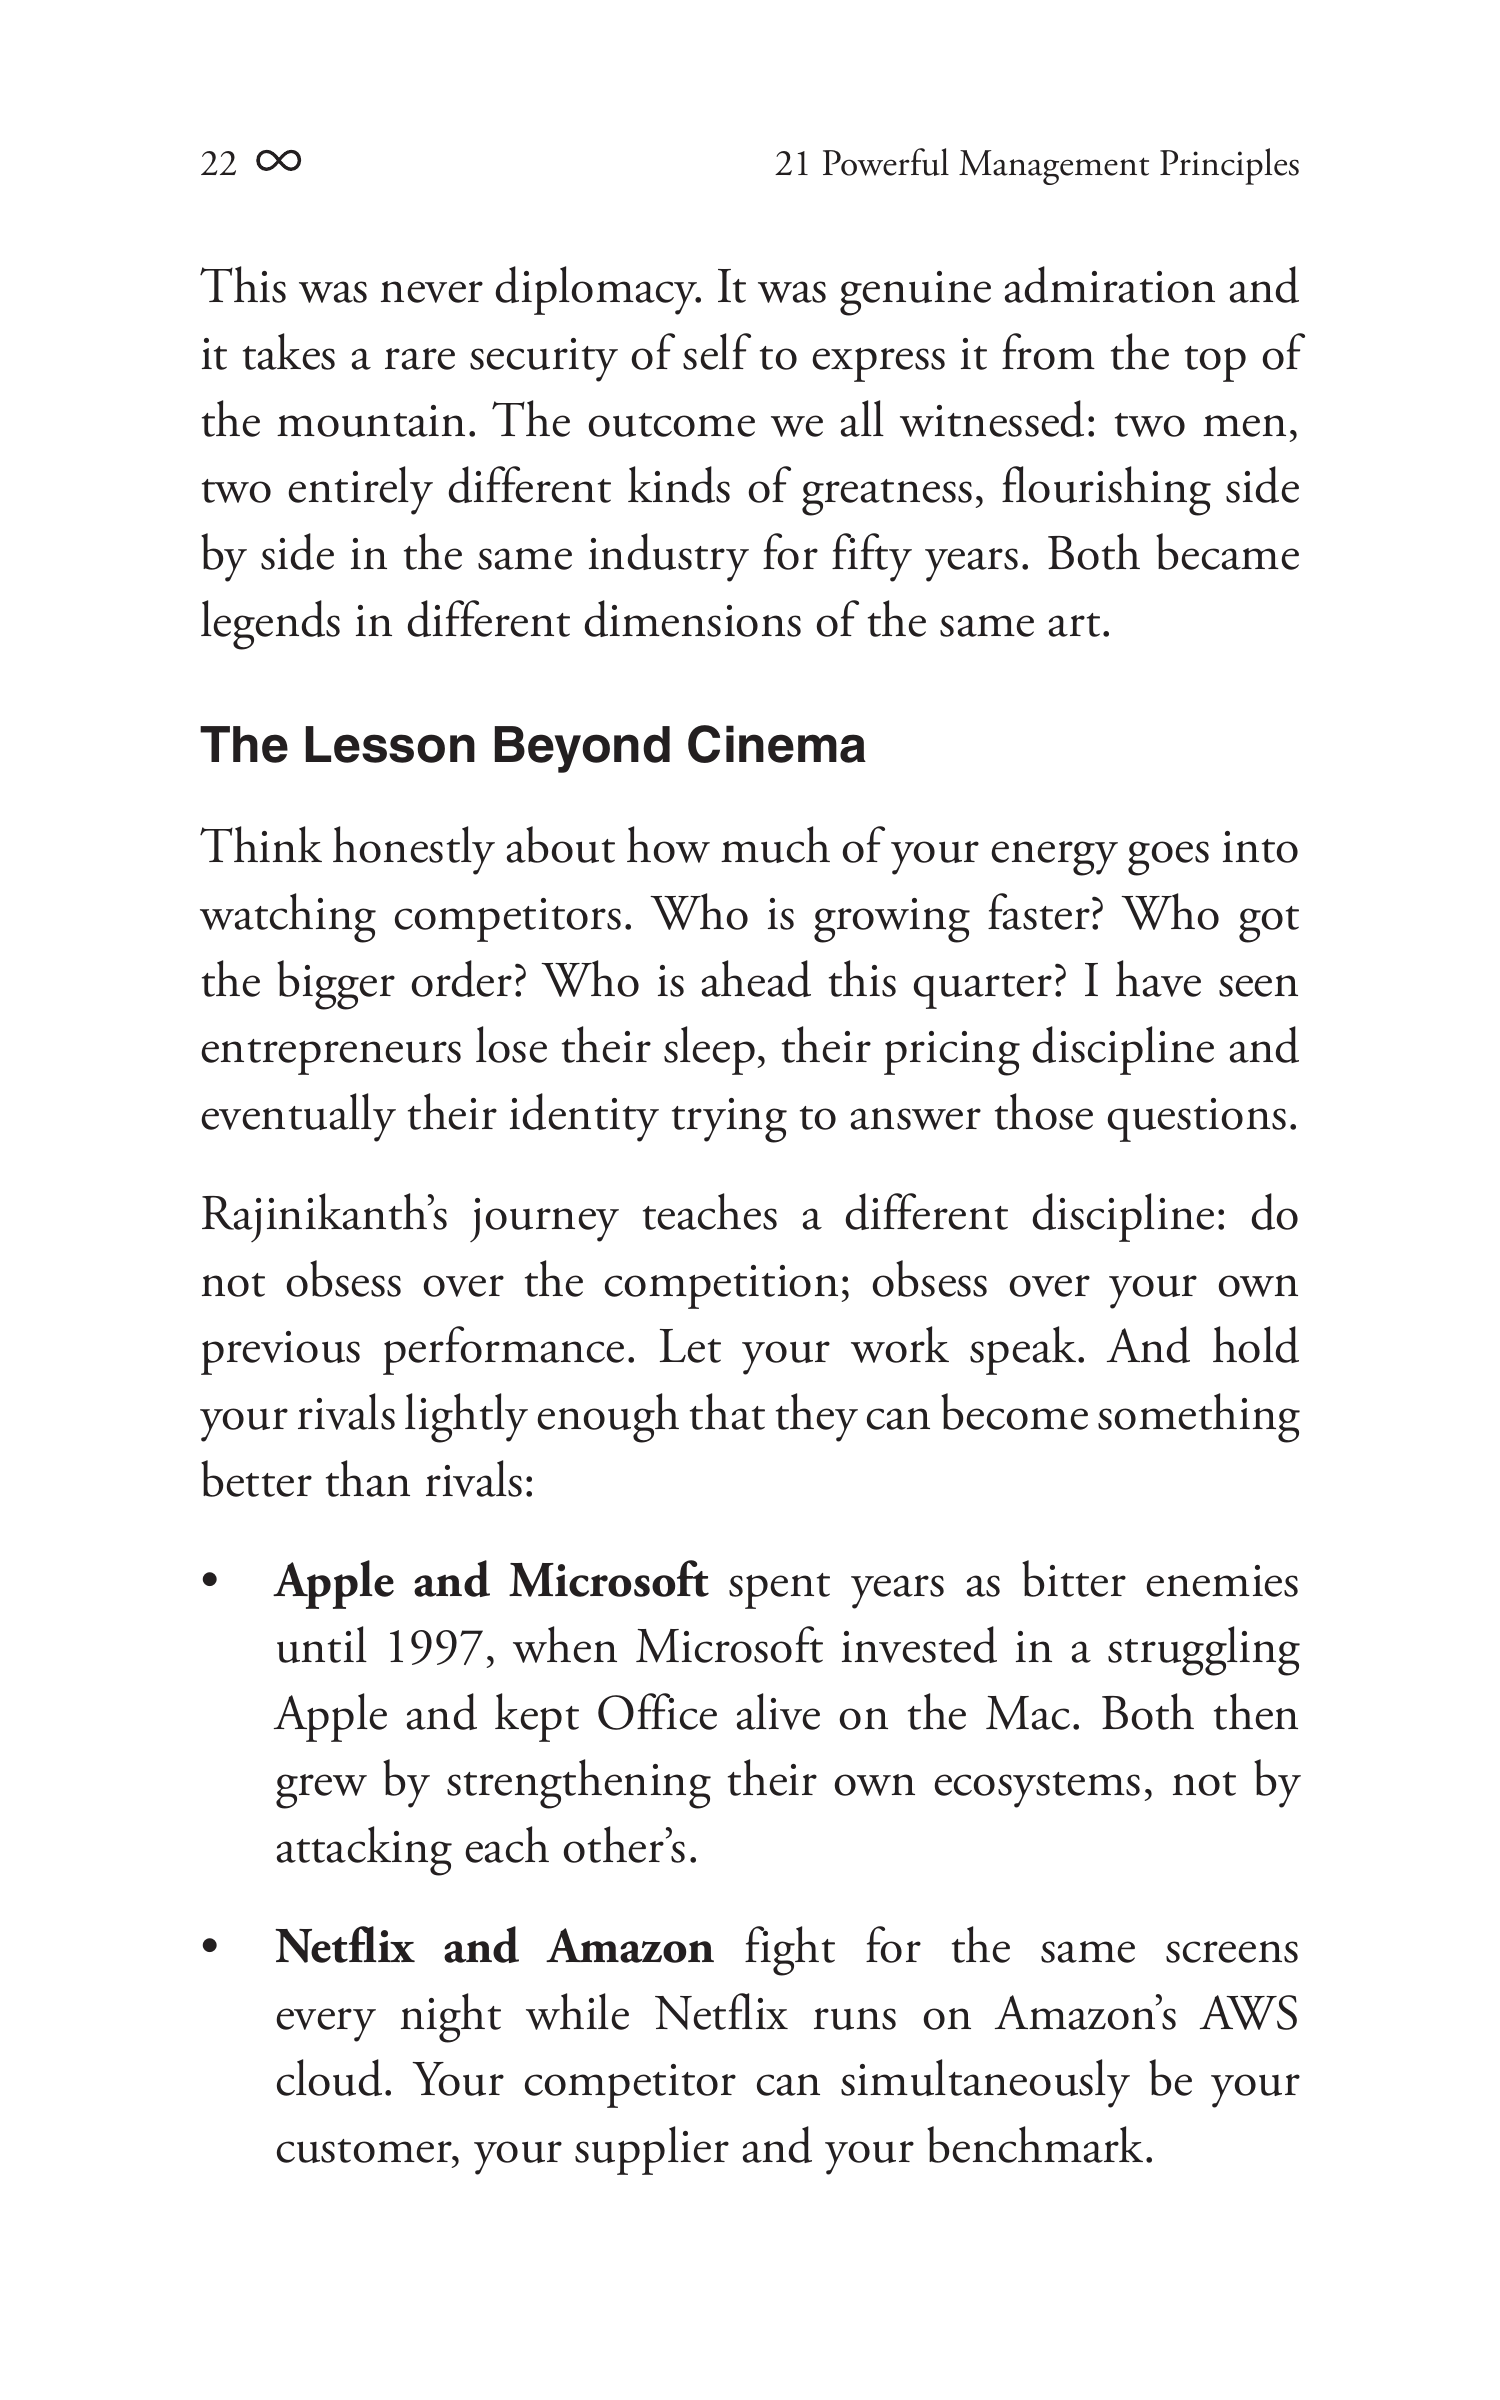 22 ∞ 21 Powerful Management Principles
This was never diplomacy. It was genuine admiration and
it takes a rare security of self to express it from the top of
the mountain. The outcome we all witnessed: two men,
two entirely different kinds of greatness, flourishing side
by side in the same industry for fifty years. Both became
legends in different dimensions of the same art.
The Lesson Beyond Cinema
Think honestly about how much of your energy goes into
watching competitors. Who is growing faster? Who got
the bigger order? Who is ahead this quarter? I have seen
entrepreneurs lose their sleep, their pricing discipline and
eventually their identity trying to answer those questions.
Rajinikanth’s journey teaches a different discipline: do
not obsess over the competition; obsess over your own
previous performance. Let your work speak. And hold
your rivals lightly enough that they can become something
better than rivals:
• Apple and Microsoft spent years as bitter enemies
until 1997, when Microsoft invested in a struggling
Apple and kept Office alive on the Mac. Both then
grew by strengthening their own ecosystems, not by
attacking each other’s.
• Netflix and Amazon fight for the same screens
every night while Netflix runs on Amazon’s AWS
cloud. Your competitor can simultaneously be your
customer, your supplier and your benchmark.